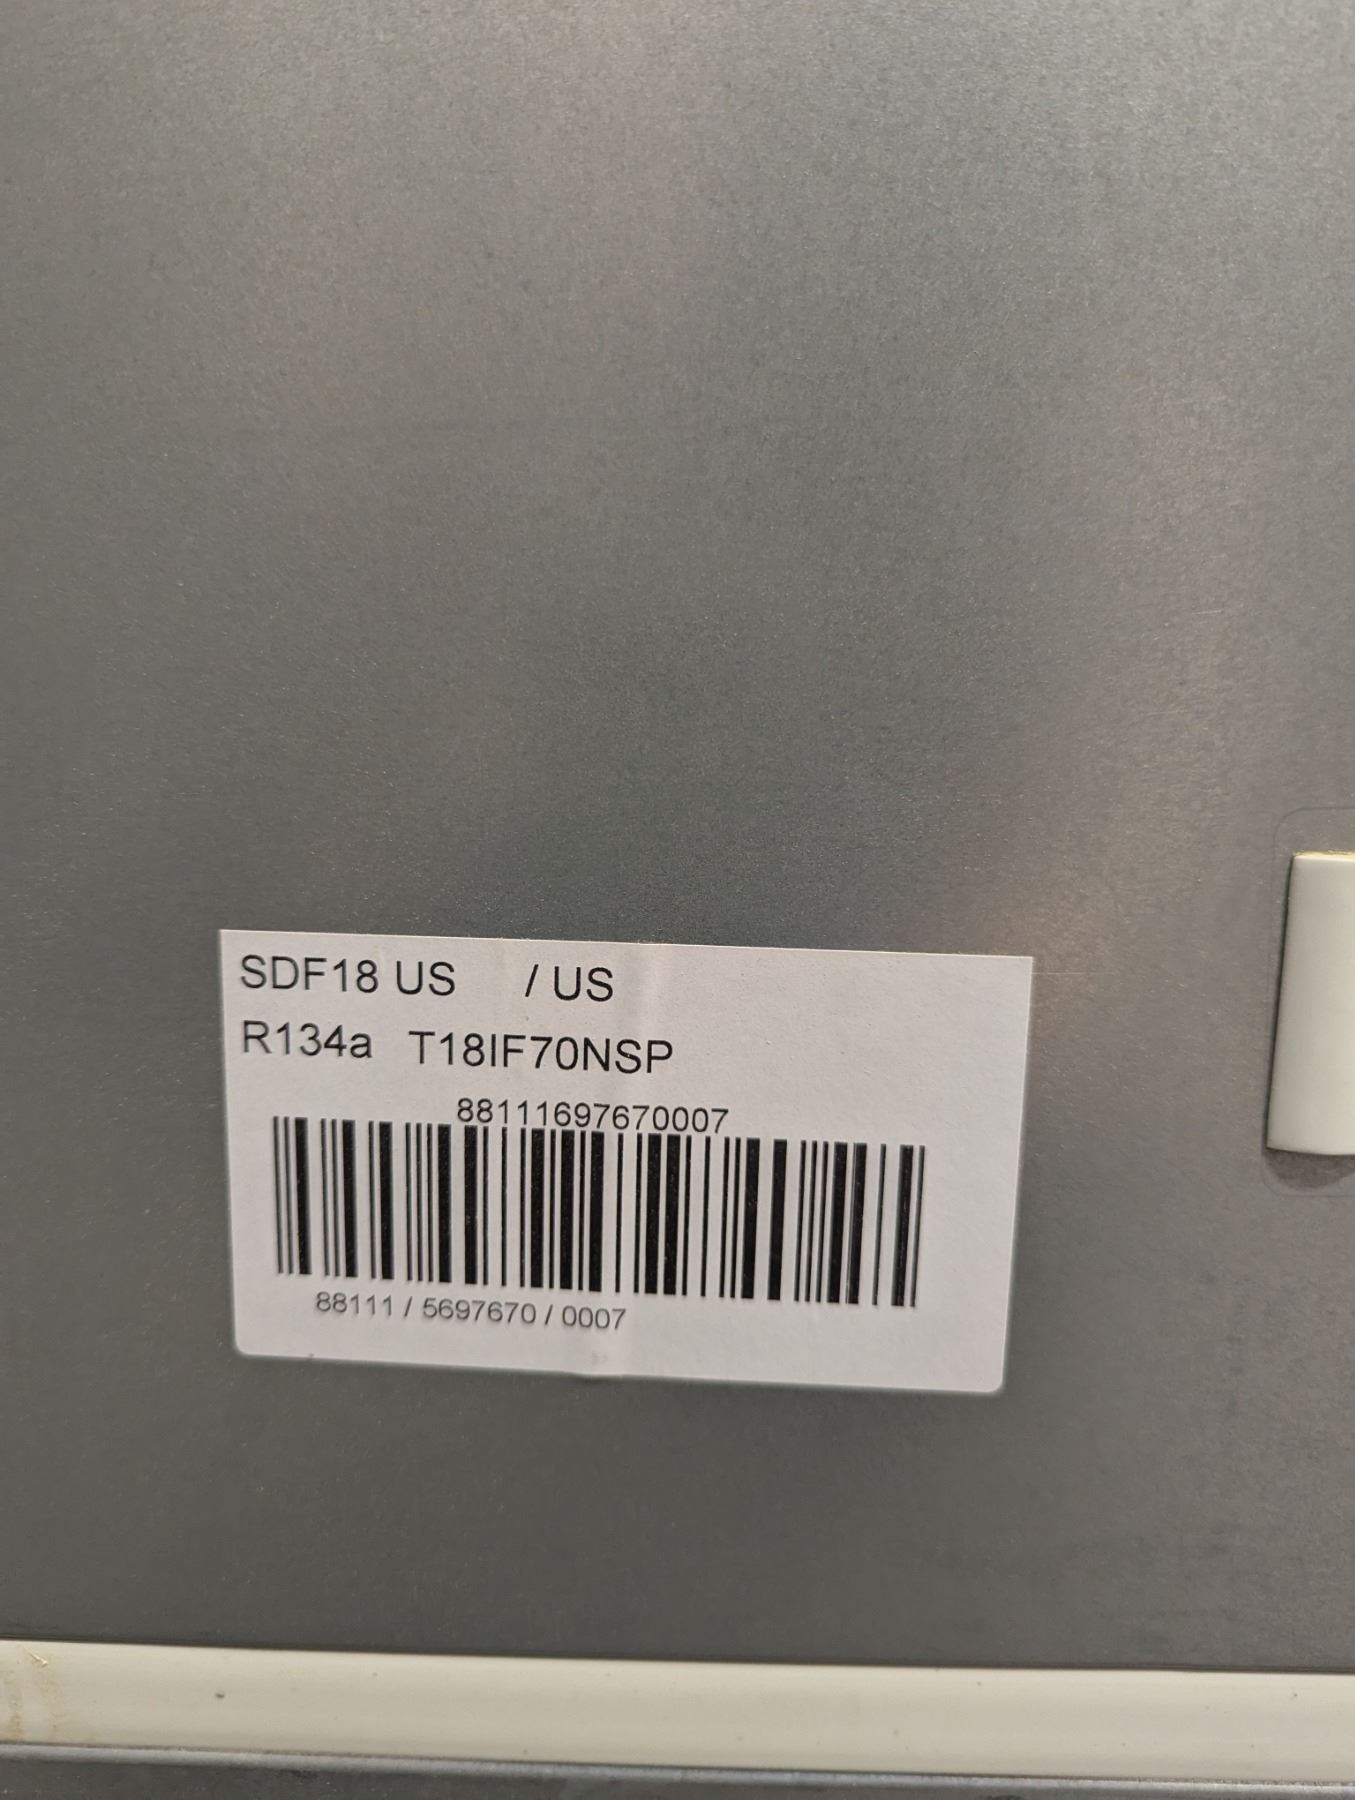 SDF18 US / US
R134a T18IF70NSP
88111697670007
88111 / 5697670 / 0007